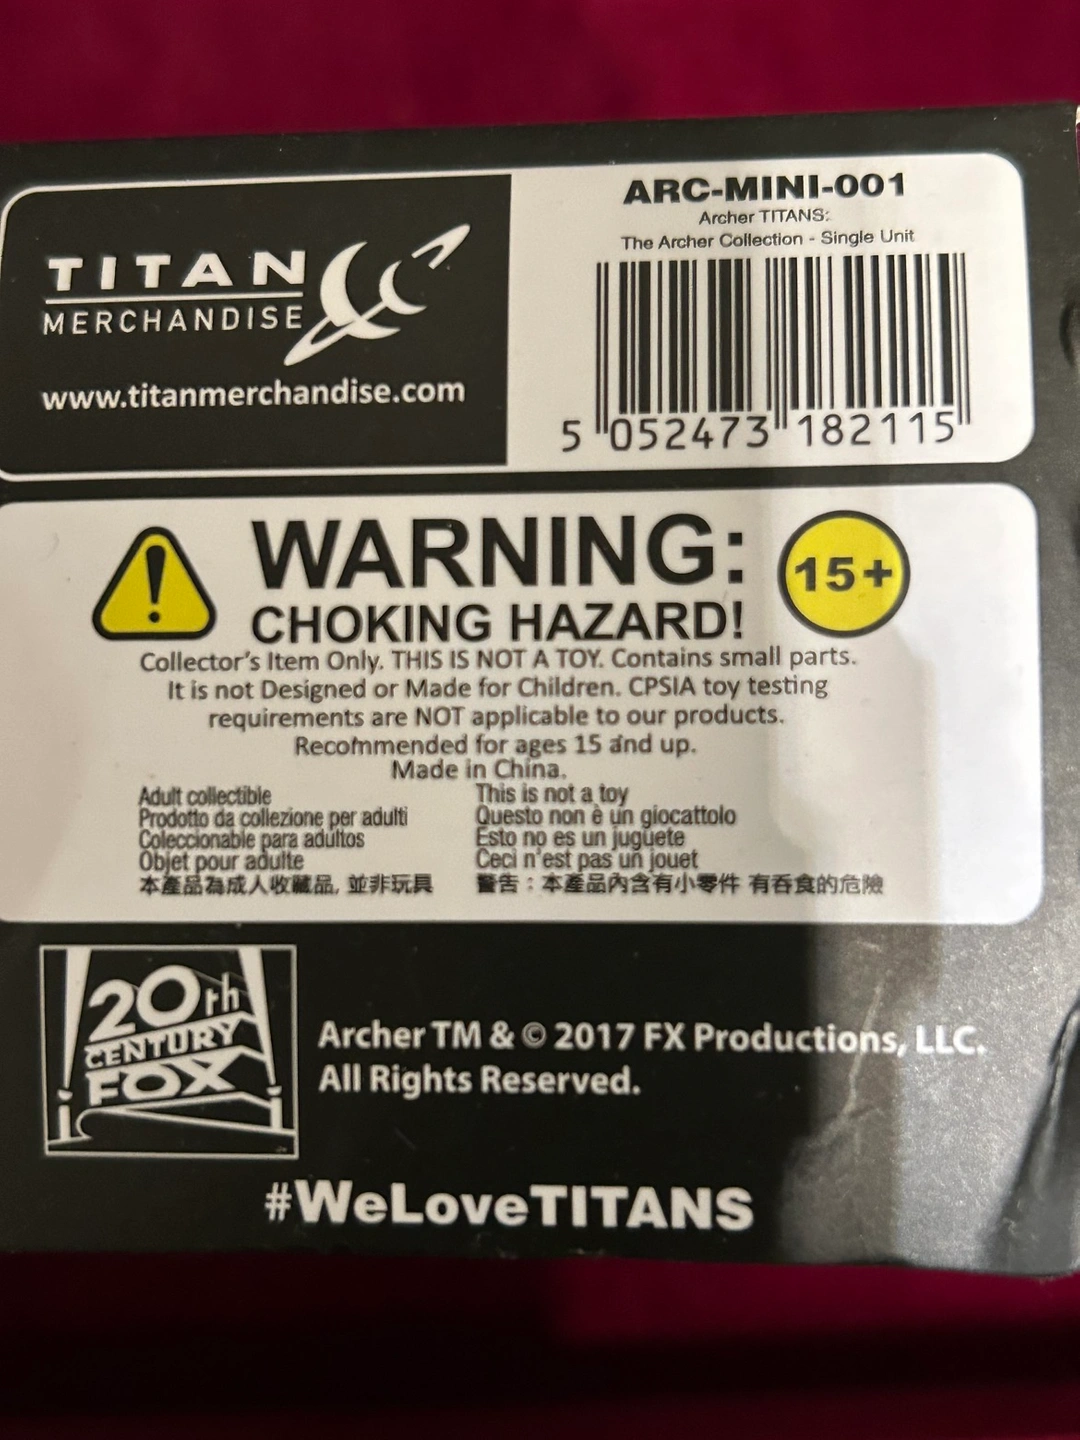 TITAN
MERCHANDISE
www.titanmerchandise.com
ARC-MINI-001
Archer TITANS:
The Archer Collection - Single Unit
5 052473 182115
WARNING:
CHOKING HAZARD!
15+
Collector's Item Only. THIS IS NOT A TOY. Contains small parts.
It is not Designed or Made for Children. CPSIA toy testing
requirements are NOT applicable to our products.
Recommended for ages 15 and up.
Made in China.
Adult collectible
Prodotto da collezione per adulti
Coleccionable para adultos
Objet pour adulte
本產品為成人收藏品, 並非玩具
This is not a toy
Questo non è un giocattolo
Esto no es un juguete
Ceci n'est pas un jouet
警告：本產品內含有小零件 有吞食的危險
20th
CENTURY
FOX
Archer TM & © 2017 FX Productions, LLC.
All Rights Reserved.
#WeLoveTITANS